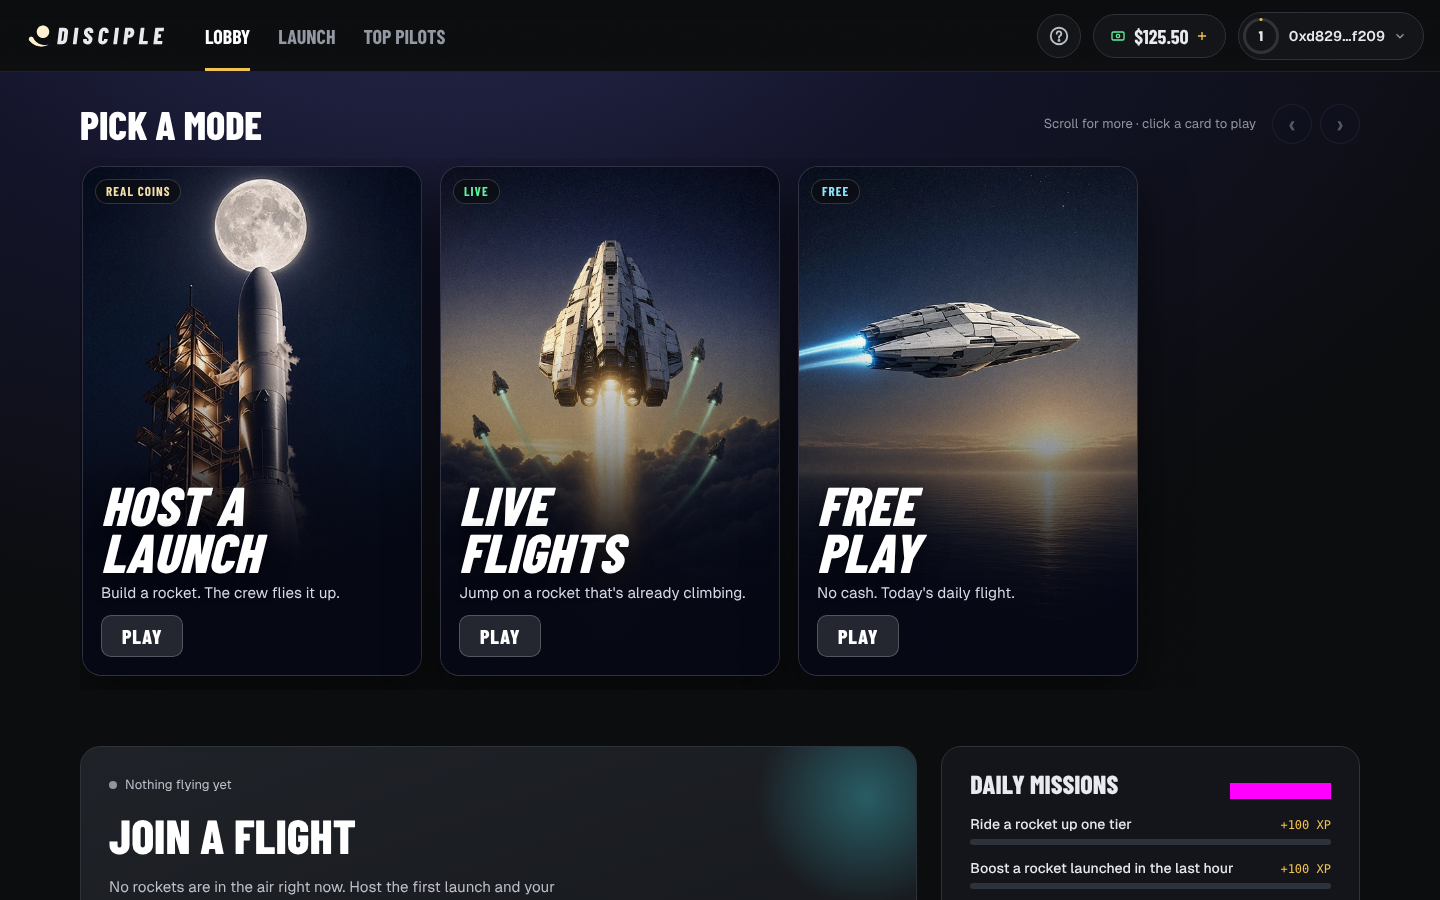 DISCIPLE
LOBBY
LAUNCH
TOP PILOTS
$125.50 +
1
0xd829...f209
PICK A MODE
Scroll for more · click a card to play
‹
›
REAL COINS
HOST A
LAUNCH
Build a rocket. The crew flies it up.
PLAY
LIVE
LIVE
FLIGHTS
Jump on a rocket that's already climbing.
PLAY
FREE
FREE
PLAY
No cash. Today's daily flight.
PLAY
Nothing flying yet
JOIN A FLIGHT
No rockets are in the air right now. Host the first launch and your
DAILY MISSIONS
Ride a rocket up one tier
+100 XP
Boost a rocket launched in the last hour
+100 XP